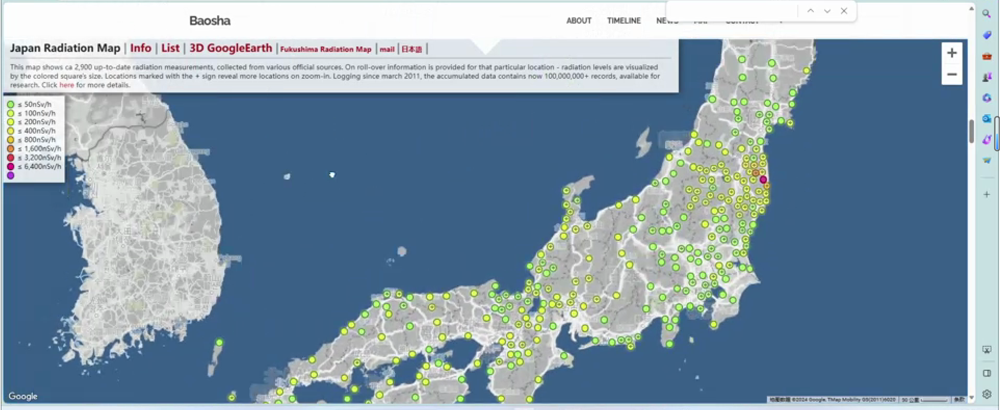 Baosha
ABOUT TIMELINE NEWS MAP CONTACT
Japan Radiation Map | Info | List | 3D GoogleEarth | Fukushima Radiation Map | mail | 日本語 |
This map shows ca 2,900 up-to-date radiation measurements, collected from various official sources. On roll-over information is provided for that particular location - radiation levels are visualized
by the colored square's size. Locations marked with the + sign reveal more locations on zoom-in. Logging since march 2011, the accumulated data contains now 100,000,000+ records, available for
research. Click here for more details.
≤ 50nSv/h
≤ 100nSv/h
≤ 200nSv/h
≤ 400nSv/h
≤ 800nSv/h
≤ 1,600nSv/h
≤ 3,200nSv/h
≤ 6,400nSv/h
Google
地图数据 ©2024 Google, TMap Mobility GS(2011)6020 50 公里 条款